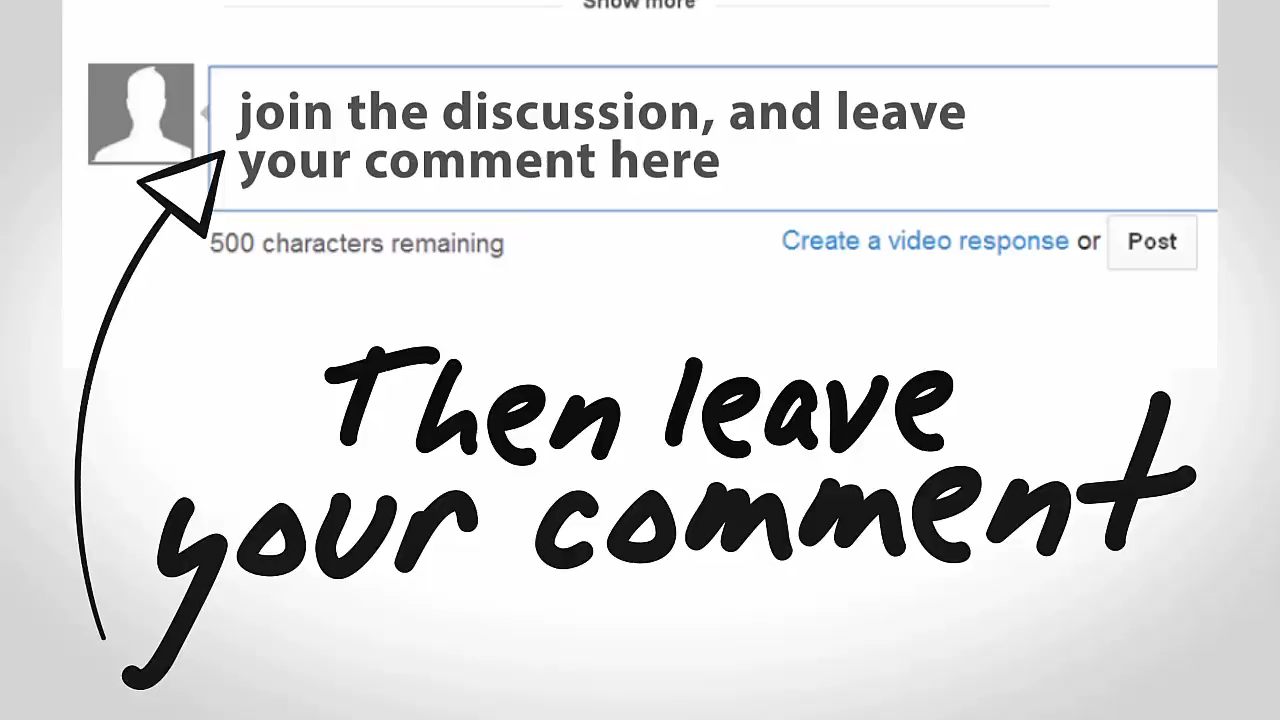 Show more
join the discussion, and leave
your comment here
500 characters remaining
Create a video response or Post
Then leave
your comment